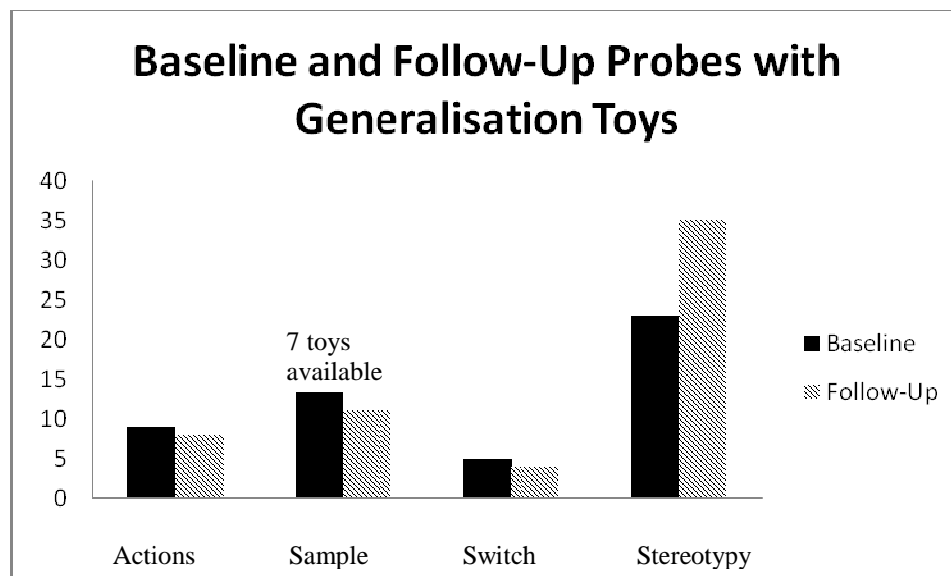 Baseline and Follow-Up Probes with
Generalisation Toys
40
35
30
25
20
15
10
5
0
7 toys
available
Baseline
Follow-Up
Actions Sample Switch Stereotypy